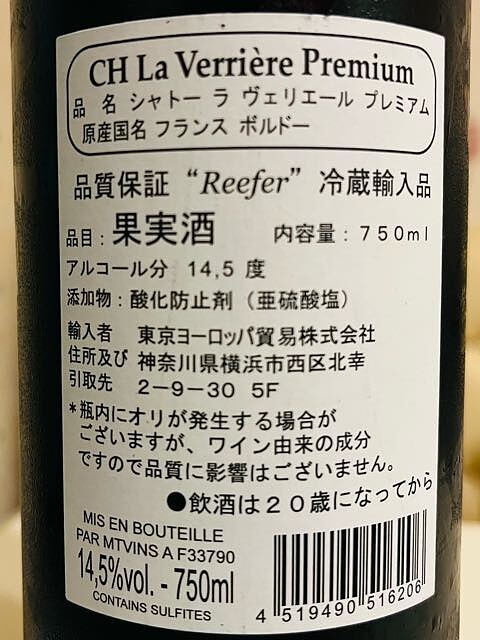 CH La Verrière Premium
品 名 シャトー ラ ヴェリエール プレミアム
原産国名 フランス ボルドー
品質保証 “Reefer” 冷蔵輸入品
品目：果実酒 内容量：７５０ml
アルコール分 14,5 度
添加物：酸化防止剤（亜硫酸塩）
輸入者 東京ヨーロッパ貿易株式会社
住所及び 神奈川県横浜市西区北幸
引取先 ２－９－３０ ５F
＊瓶内にオリが発生する場合が
ございますが、ワイン由来の成分
ですので品質に影響はございません。
●飲酒は２０歳になってから
MIS EN BOUTEILLE
PAR MTVINS A F33790
14,5%vol. - 750ml
CONTAINS SULFITES
4 519490 516206